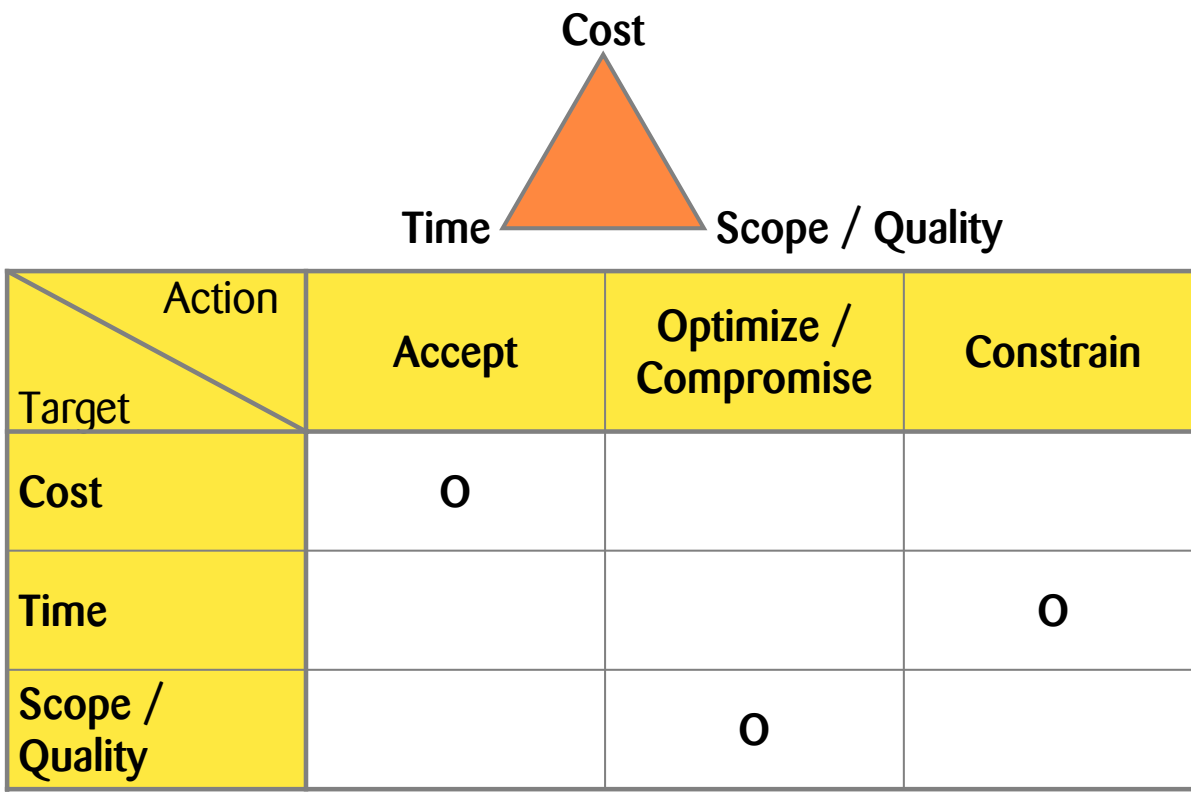 Cost
Time
Scope / Quality
Action
Target
Accept
Optimize /
Compromise
Constrain
Cost
O
Time
O
Scope /
Quality
O